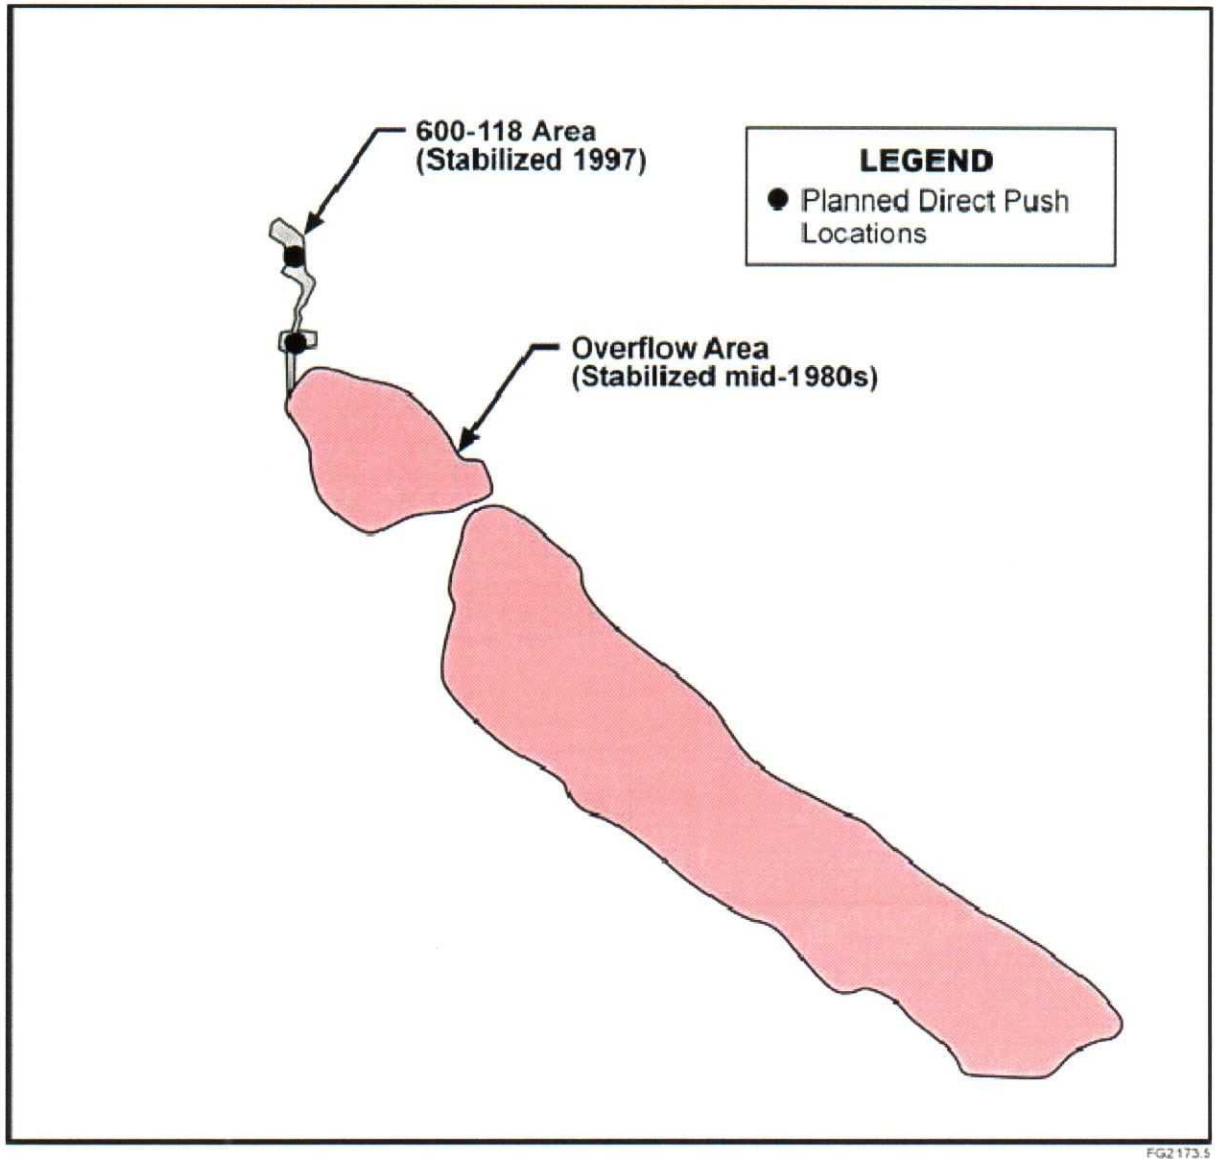 600-118 Area
(Stabilized 1997)
LEGEND
Planned Direct Push
Locations
Overflow Area
(Stabilized mid-1980s)
FG2173.5